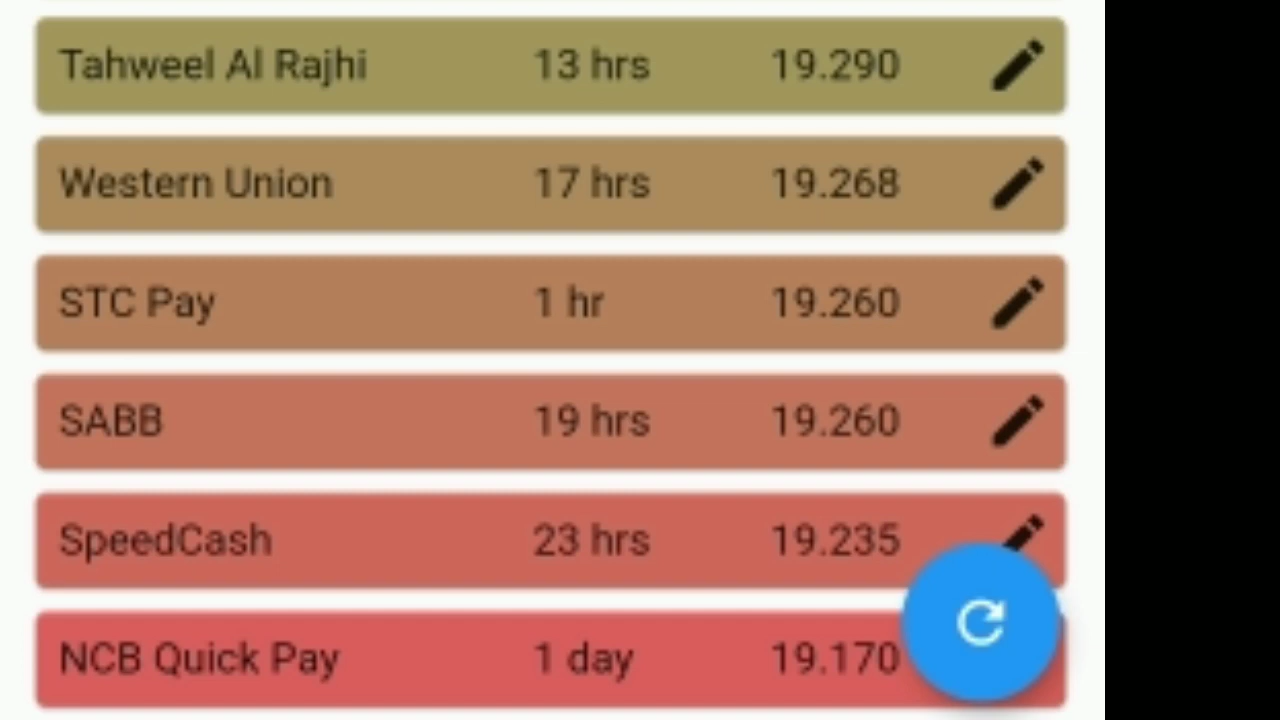 Tahweel Al Rajhi 13 hrs 19.290
Western Union 17 hrs 19.268
STC Pay 1 hr 19.260
SABB 19 hrs 19.260
SpeedCash 23 hrs 19.235
NCB Quick Pay 1 day 19.170